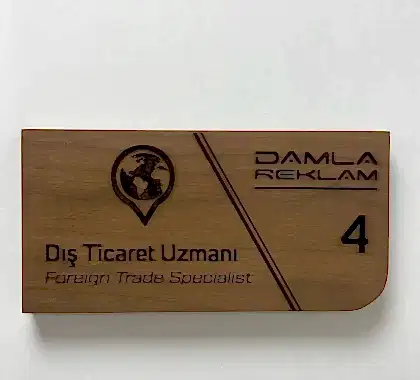 DAMLA
REKLAM
4
Dış Ticaret Uzmanı
Foreign Trade Specialist